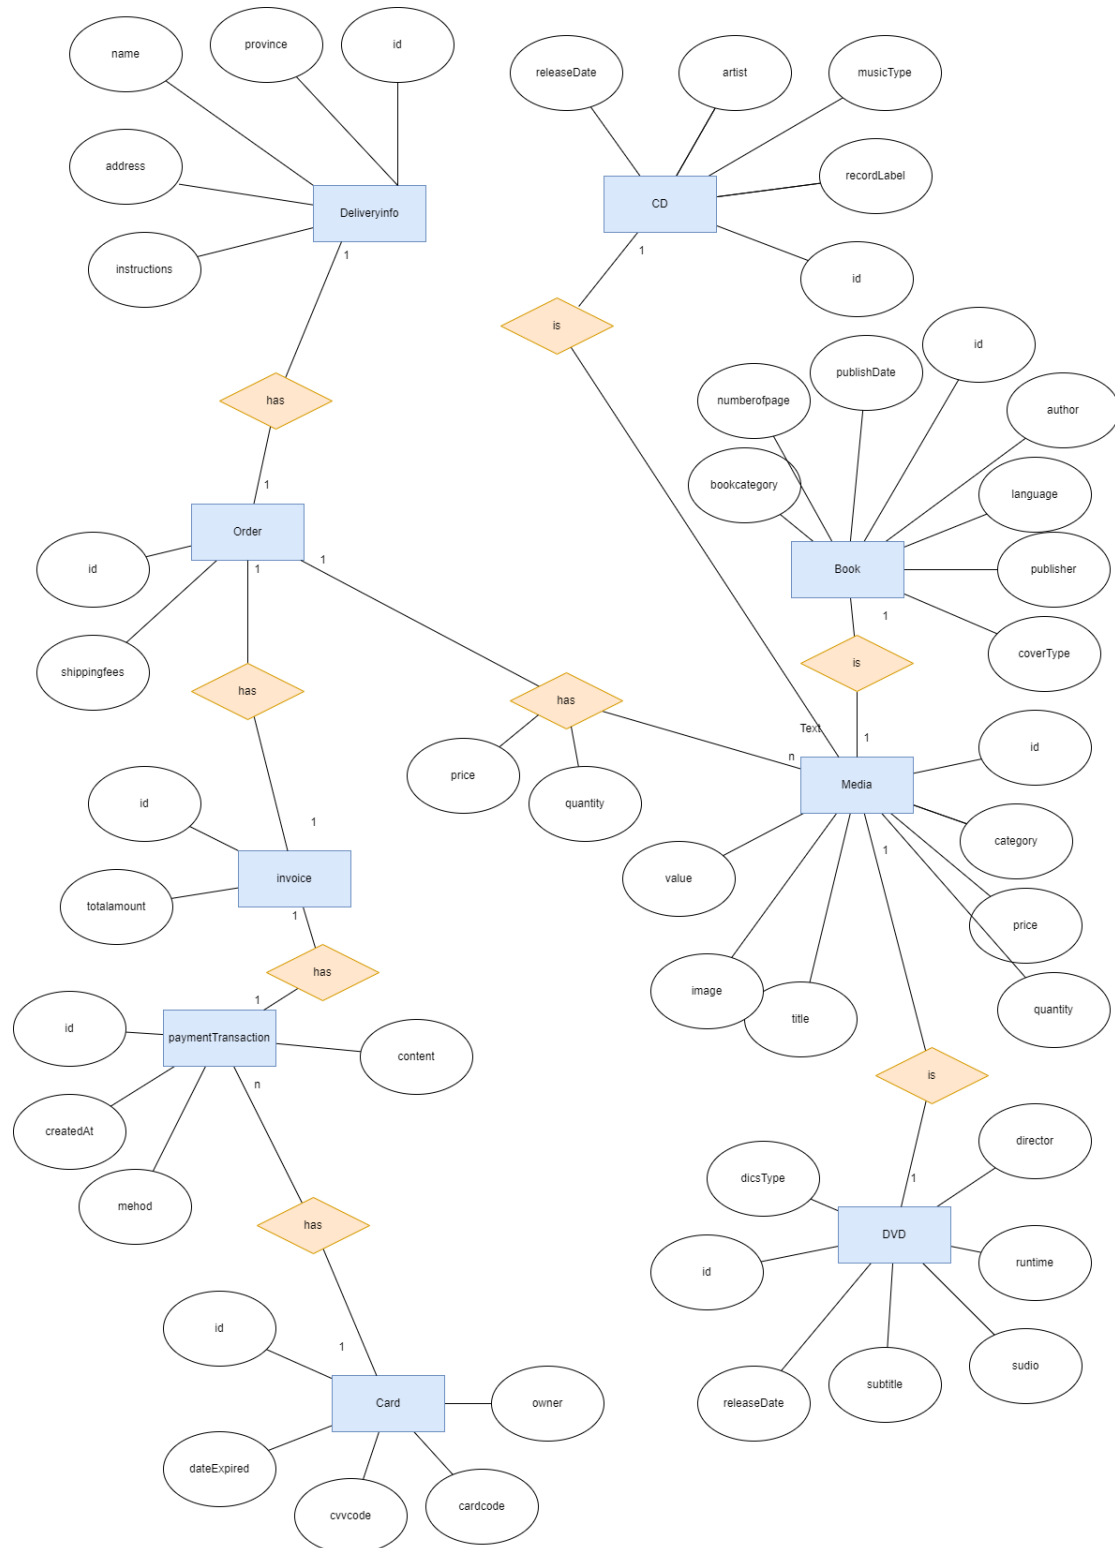 name
province
id
releaseDate
artist
musicType
address
recordLabel
Deliveryinfo
CD
instructions
1
1
id
is
id
publishDate
numberofpage
has
author
bookcategory
1
language
Order
id
1
1
Book
publisher
1
shippingfees
coverType
is
has
has
Text
1
id
n
price
Media
quantity
id
1
1
category
invoice
value
totalamount
1
price
has
image
1
quantity
id
title
paymentTransaction
content
is
n
createdAt
director
dicsType
1
mehod
has
DVD
runtime
id
id
1
sudio
subtitle
owner
Card
releaseDate
dateExpired
cardcode
cvvcode